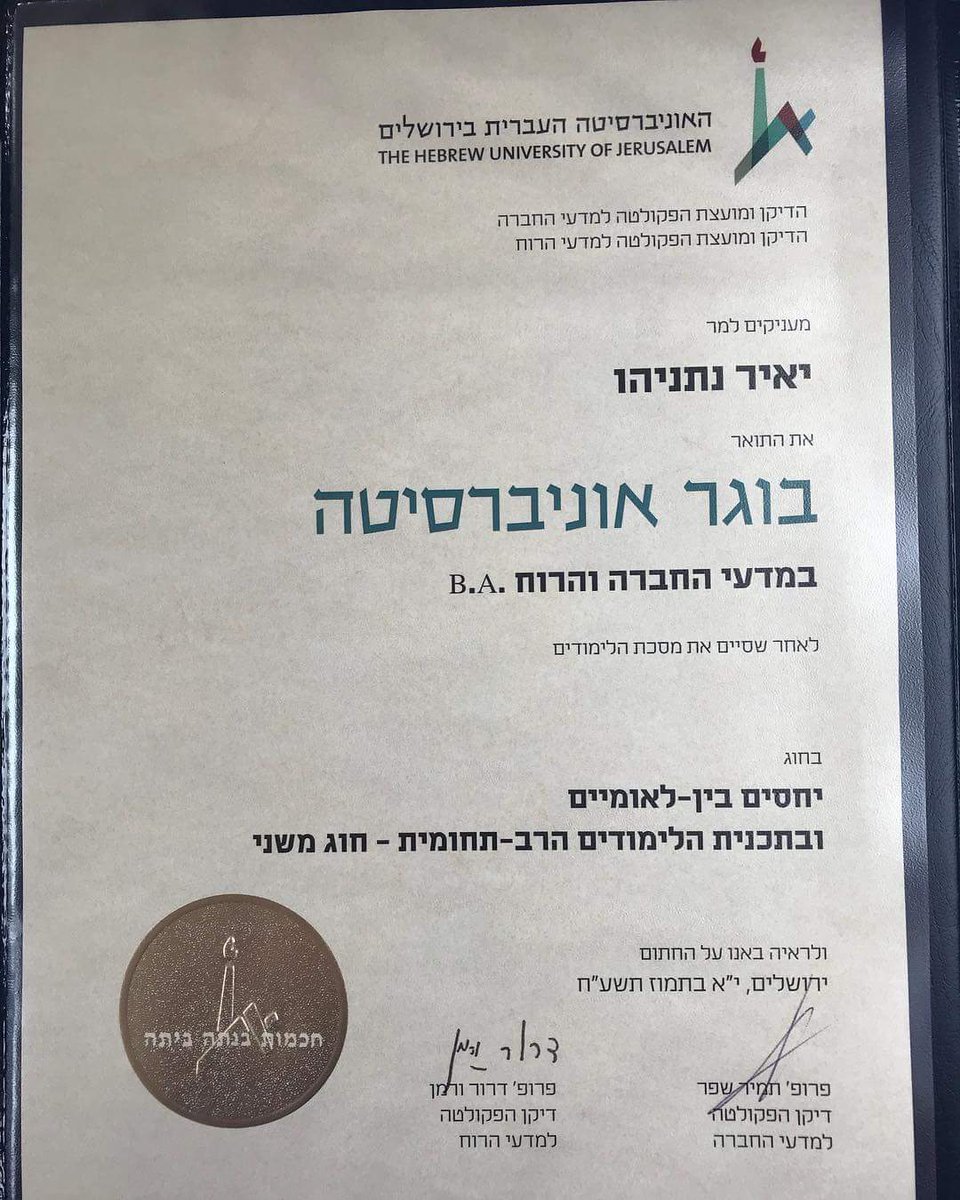 האוניברסיטה העברית בירושלים
THE HEBREW UNIVERSITY OF JERUSALEM
הדיקן ומועצת הפקולטה למדעי החברה
הדיקן ומועצת הפקולטה למדעי הרוח
מעניקים למר
יאיר נתניהו
את התואר
בוגר אוניברסיטה
במדעי החברה והרוח B.A.
לאחר שסיים את מסכת הלימודים
בחוג
יחסים בין-לאומיים
ובתכנית הלימודים הרב-תחומית - חוג משני
ולראיה באנו על החתום
ירושלים, י"א בתמוז תשע"ח
חכמות בנתה ביתה
דרור ורמן
פרופ' תמיר שפר
דיקן הפקולטה
למדעי החברה
פרופ' דרור ורמן
דיקן הפקולטה
למדעי הרוח